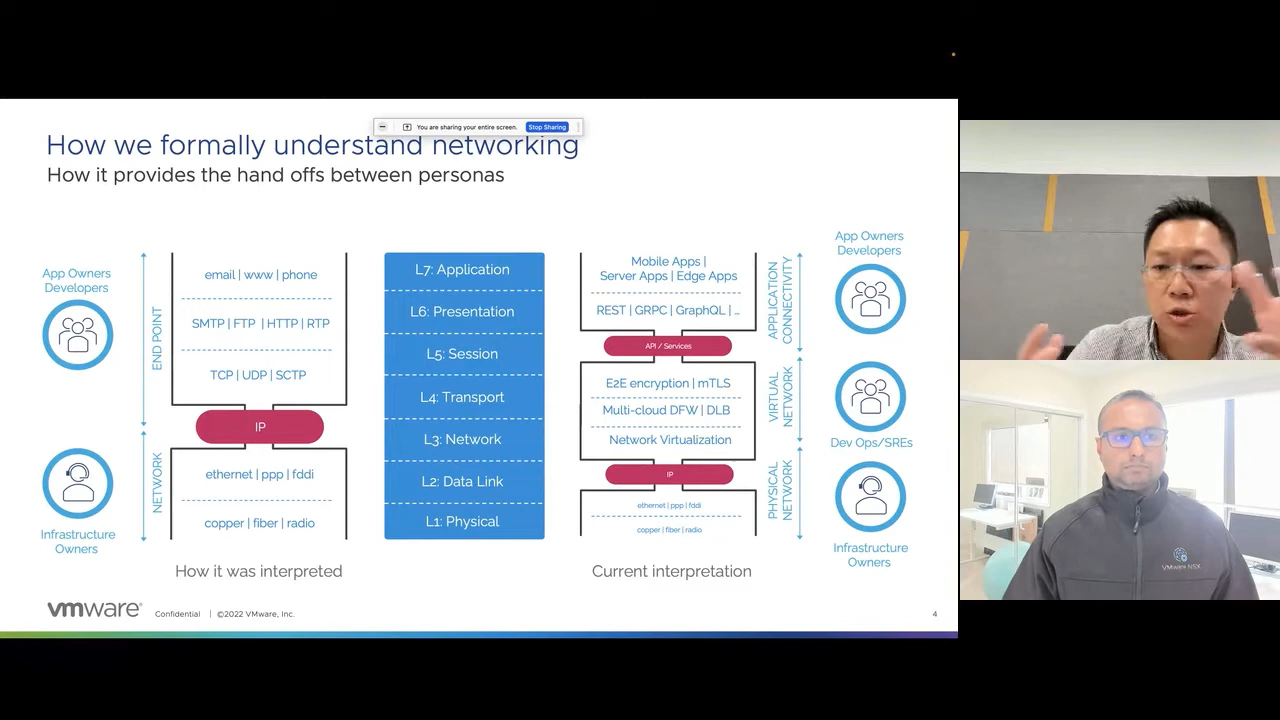 You are sharing your entire screen. Stop Sharing
How we formally understand networking
How it provides the hand offs between personas
App Owners
Developers
END POINT
email | www | phone
SMTP | FTP | HTTP | RTP
TCP | UDP | SCTP
IP
NETWORK
ethernet | ppp | fddi
copper | fiber | radio
Infrastructure
Owners
How it was interpreted
L7: Application
L6: Presentation
L5: Session
L4: Transport
L3: Network
L2: Data Link
L1: Physical
Mobile Apps |
Server Apps | Edge Apps
REST | GRPC | GraphQL | ..
API / Services
E2E encryption | mTLS
Multi-cloud DFW | DLB
Network Virtualization
IP
ethernet | ppp | fddi
copper | fiber | radio
Current interpretation
APPLICATION
CONNECTIVITY
VIRTUAL
NETWORK
PHYSICAL
NETWORK
App Owners
Developers
Dev Ops/SREs
Infrastructure
Owners
vmware® Confidential | ©2022 VMware, Inc. 4
VMware NSX